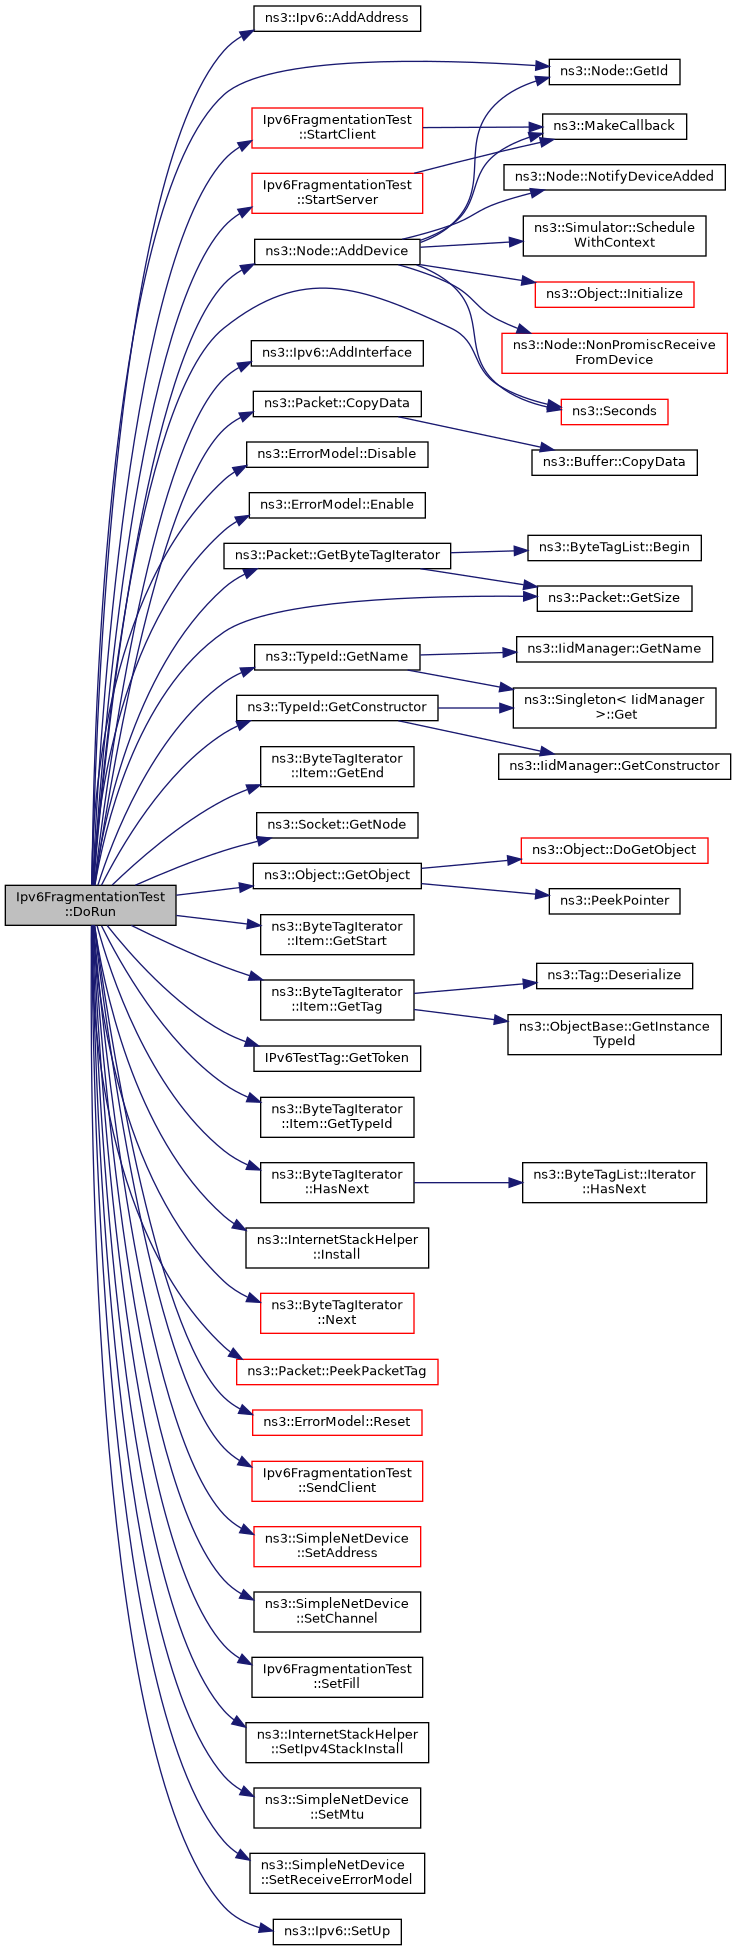 ns3::Ipv6::AddAddress
ns3::Node::GetId
Ipv6FragmentationTest
::StartClient
ns3::MakeCallback
Ipv6FragmentationTest
::StartServer
ns3::Node::NotifyDeviceAdded
ns3::Node::AddDevice
ns3::Simulator::Schedule
WithContext
ns3::Object::Initialize
ns3::Node::NonPromiscReceive
FromDevice
ns3::Ipv6::AddInterface
ns3::Packet::CopyData
ns3::Seconds
ns3::ErrorModel::Disable
ns3::Buffer::CopyData
ns3::ErrorModel::Enable
ns3::Packet::GetByteTagIterator
ns3::ByteTagList::Begin
ns3::Packet::GetSize
ns3::TypeId::GetName
ns3::IidManager::GetName
ns3::TypeId::GetConstructor
ns3::Singleton< IidManager
>::Get
ns3::ByteTagIterator
::Item::GetEnd
ns3::IidManager::GetConstructor
ns3::Socket::GetNode
ns3::Object::GetObject
ns3::Object::DoGetObject
ns3::PeekPointer
Ipv6FragmentationTest
::DoRun
ns3::ByteTagIterator
::Item::GetStart
ns3::ByteTagIterator
::Item::GetTag
ns3::Tag::Deserialize
ns3::ObjectBase::GetInstance
TypeId
IPv6TestTag::GetToken
ns3::ByteTagIterator
::Item::GetTypeId
ns3::ByteTagIterator
::HasNext
ns3::ByteTagList::Iterator
::HasNext
ns3::InternetStackHelper
::Install
ns3::ByteTagIterator
::Next
ns3::Packet::PeekPacketTag
ns3::ErrorModel::Reset
Ipv6FragmentationTest
::SendClient
ns3::SimpleNetDevice
::SetAddress
ns3::SimpleNetDevice
::SetChannel
Ipv6FragmentationTest
::SetFill
ns3::InternetStackHelper
::SetIpv4StackInstall
ns3::SimpleNetDevice
::SetMtu
ns3::SimpleNetDevice
::SetReceiveErrorModel
ns3::Ipv6::SetUp